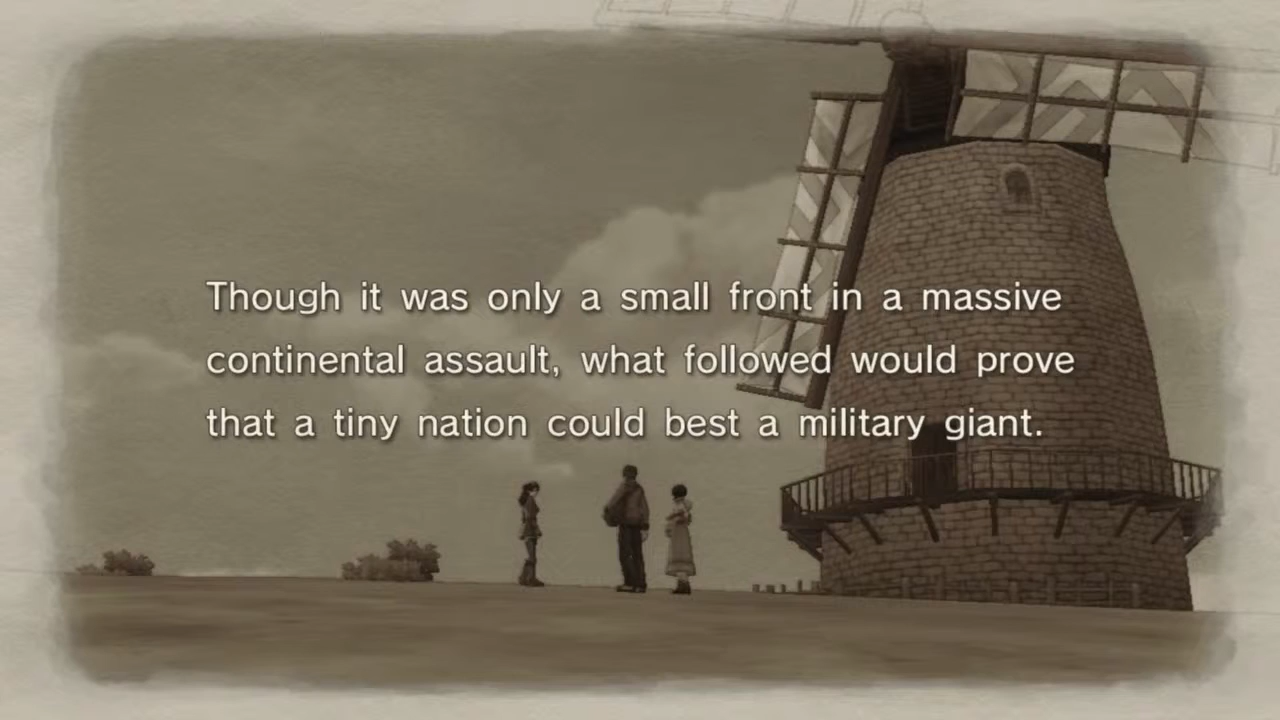 Though it was only a small front in a massive
continental assault, what followed would prove
that a tiny nation could best a military giant.